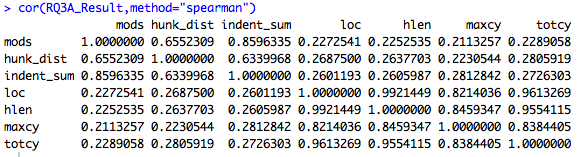 > cor(RQ3A_Result,method="spearman")
mods hunk_dist indent_sum loc hlen maxcy totcy
mods 1.0000000 0.6552309 0.8596335 0.2272541 0.2252535 0.2113257 0.2289058
hunk_dist 0.6552309 1.0000000 0.6339968 0.2687500 0.2637703 0.2230544 0.2805919
indent_sum 0.8596335 0.6339968 1.0000000 0.2601193 0.2605987 0.2812842 0.2726303
loc 0.2272541 0.2687500 0.2601193 1.0000000 0.9921449 0.8214036 0.9613269
hlen 0.2252535 0.2637703 0.2605987 0.9921449 1.0000000 0.8459347 0.9554115
maxcy 0.2113257 0.2230544 0.2812842 0.8214036 0.8459347 1.0000000 0.8384405
totcy 0.2289058 0.2805919 0.2726303 0.9613269 0.9554115 0.8384405 1.0000000